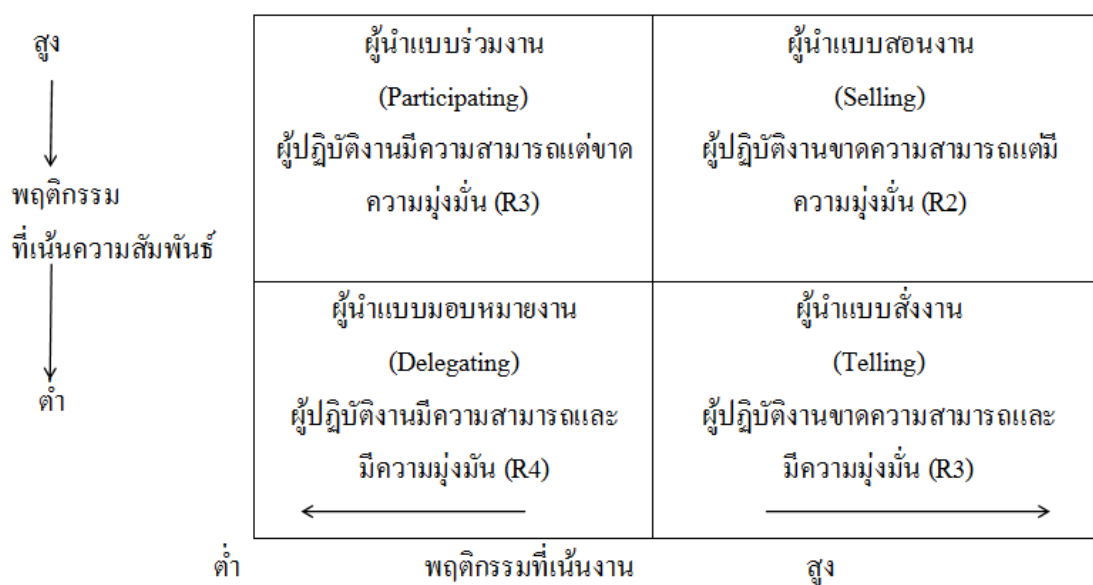 สูง
พฤติกรรม
ที่เน้นความสัมพันธ์
ต่ำ
ผู้นำแบบร่วมงาน
(Participating)
ผู้ปฏิบัติงานมีความสามารถแต่ขาด
ความมุ่งมั่น (R3)
ผู้นำแบบสอนงาน
(Selling)
ผู้ปฏิบัติงานขาดความสามารถแต่มี
ความมุ่งมั่น (R2)
ผู้นำแบบมอบหมายงาน
(Delegating)
ผู้ปฏิบัติงานมีความสามารถและ
มีความมุ่งมัน (R4)
ผู้นำแบบสั่งงาน
(Telling)
ผู้ปฏิบัติงานขาดความสามารถและ
มีความมุ่งมั่น (R3)
ต่ำ พฤติกรรมที่เน้นงาน สูง